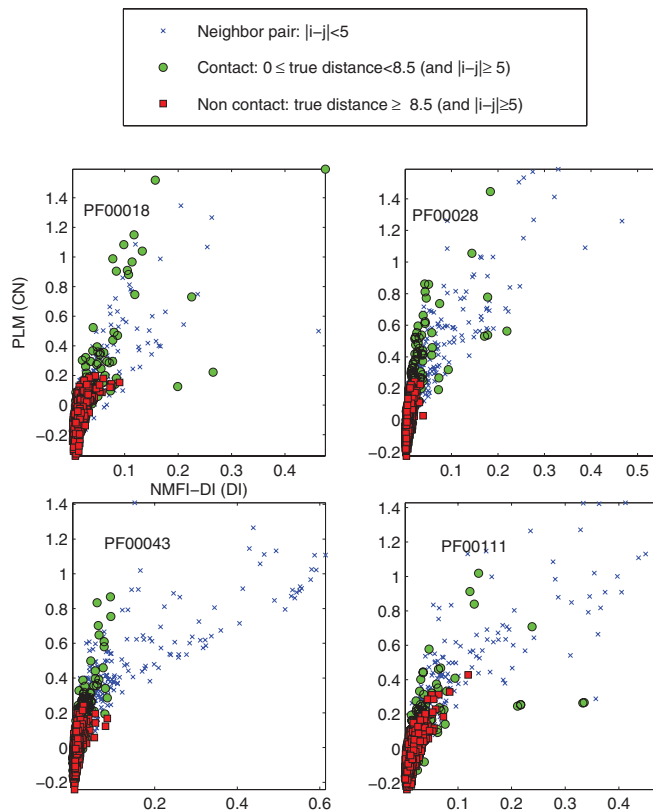 Neighbor pair: |i−j|<5
Contact: 0 ≤ true distance<8.5 (and |i−j|≥ 5)
Non contact: true distance ≥ 8.5 (and |i−j|≥5)
1.4
1.2
1
0.8
0.6
0.4
0.2
0
−0.2
PLM (CN)
PF00018
0.1 0.2 0.3 0.4
NMFI−DI (DI)
1.4
1.2
1
0.8
0.6
0.4
0.2
0
−0.2
PF00028
0.1 0.2 0.3 0.4 0.5
1.4
1.2
1
0.8
0.6
0.4
0.2
0
−0.2
PF00043
0.2 0.4 0.6
1.4
1.2
1
0.8
0.6
0.4
0.2
0
−0.2
PF00111
0.1 0.2 0.3 0.4